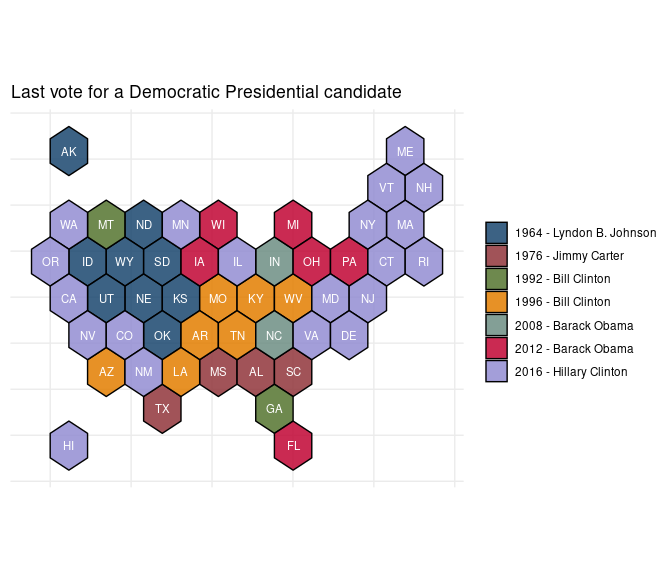 Last vote for a Democratic Presidential candidate
AK
ME
VT NH
WA MT ND MN WI MI NY MA
OR ID WY SD IA IL IN OH PA CT RI
CA UT NE KS MO KY WV MD NJ
NV CO OK AR TN NC VA DE
AZ NM LA MS AL SC
TX GA
HI FL
1964 - Lyndon B. Johnson
1976 - Jimmy Carter
1992 - Bill Clinton
1996 - Bill Clinton
2008 - Barack Obama
2012 - Barack Obama
2016 - Hillary Clinton